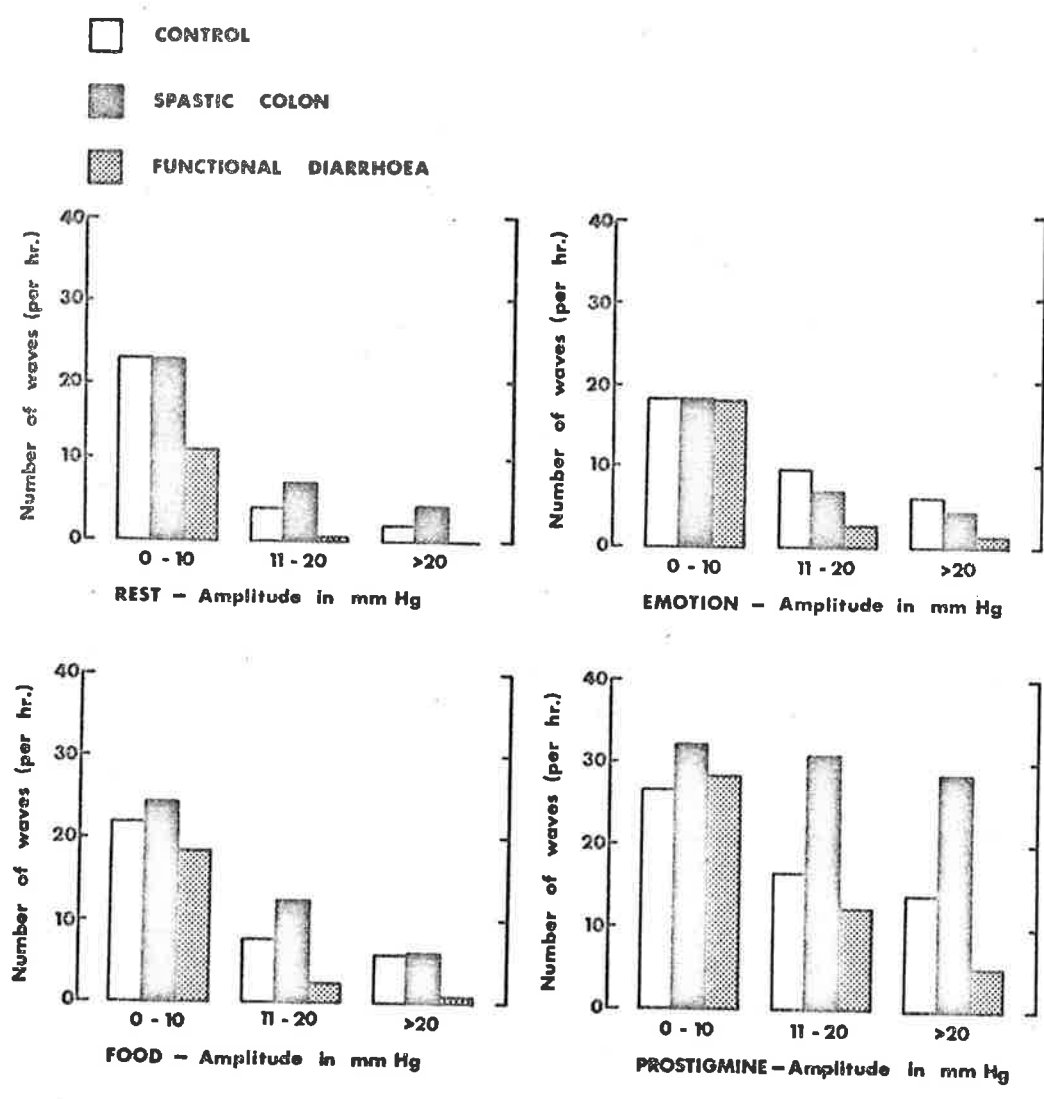 CONTROL
SPASTIC COLON
FUNCTIONAL DIARRHOEA
Number of waves (per hr.)
40
30
20
10
0
0 - 10
11 - 20
>20
REST – Amplitude in mm Hg
Number of waves (per hr.)
40
30
20
10
0
0 - 10
11 - 20
>20
EMOTION – Amplitude in mm Hg
Number of waves (per hr.)
40
30
20
10
0
0 - 10
11 - 20
>20
FOOD – Amplitude in mm Hg
Number of waves (per hr.)
40
30
20
10
0
0 - 10
11 - 20
>20
PROSTIGMINE – Amplitude in mm Hg